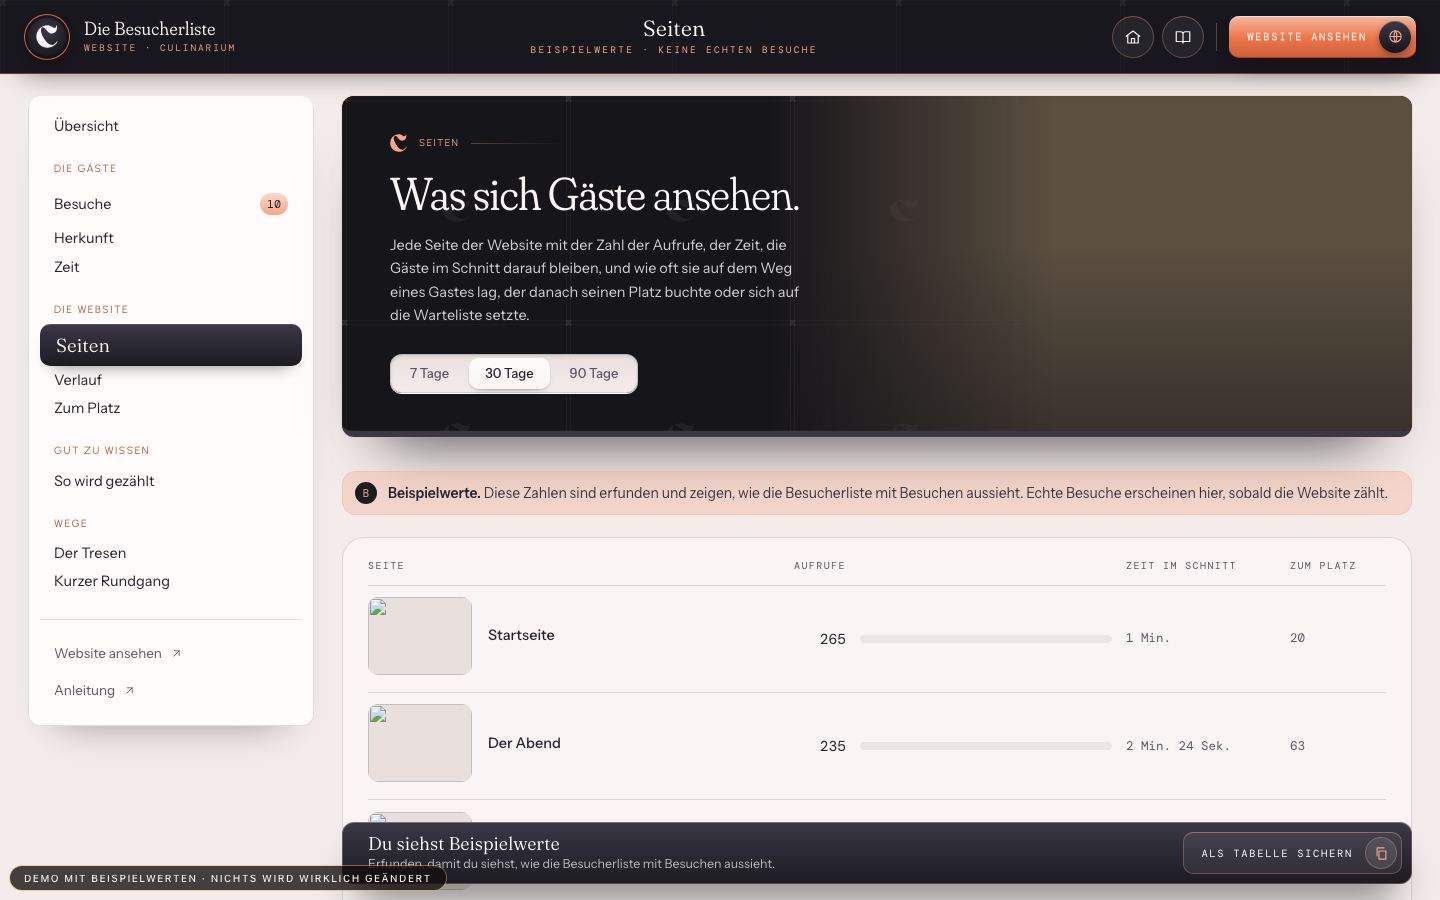 Die Besucherliste
WEBSITE · CULINARIUM
Seiten
BEISPIELWERTE · KEINE ECHTEN BESUCHE
WEBSITE ANSEHEN
Übersicht
DIE GÄSTE
Besuche 10
Herkunft
Zeit
DIE WEBSITE
Seiten
Verlauf
Zum Platz
GUT ZU WISSEN
So wird gezählt
WEGE
Der Tresen
Kurzer Rundgang
Website ansehen
Anleitung
SEITEN
Was sich Gäste ansehen.
Jede Seite der Website mit der Zahl der Aufrufe, der Zeit, die
Gäste im Schnitt darauf bleiben, und wie oft sie auf dem Weg
eines Gastes lag, der danach seinen Platz buchte oder sich auf
die Warteliste setzte.
7 Tage 30 Tage 90 Tage
B Beispielwerte. Diese Zahlen sind erfunden und zeigen, wie die Besucherliste mit Besuchen aussieht. Echte Besuche erscheinen hier, sobald die Website zählt.
SEITE AUFRUFE ZEIT IM SCHNITT ZUM PLATZ
Startseite 265 1 Min. 20
Der Abend 235 2 Min. 24 Sek. 63
Du siehst Beispielwerte
Erfunden, damit du siehst, wie die Besucherliste mit Besuchen aussieht.
ALS TABELLE SICHERN
DEMO MIT BEISPIELWERTEN · NICHTS WIRD WIRKLICH GEÄNDERT